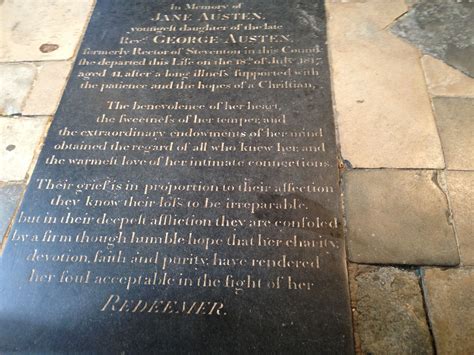 In Memory of
JANE AUSTEN,
youngest daughter of the late
Revd. GEORGE AUSTEN,
formerly Rector of Steventon in this County
she departed this Life on the 18th. of July 1817,
aged 41, after a long illness supported with
the patience and the hopes of a Christian,
The benevolence of her heart,
the sweetness of her temper, and
the extraordinary endowments of her mind
obtained the regard of all who knew her, and
the warmest love of her intimate connections.
Their grief is in proportion to their affection
they know their loss to be irreparable,
but in their deepest affliction they are consoled
by a firm though humble hope that her charity,
devotion, faith and purity, have rendered
her soul acceptable in the sight of her
REDEEMER.